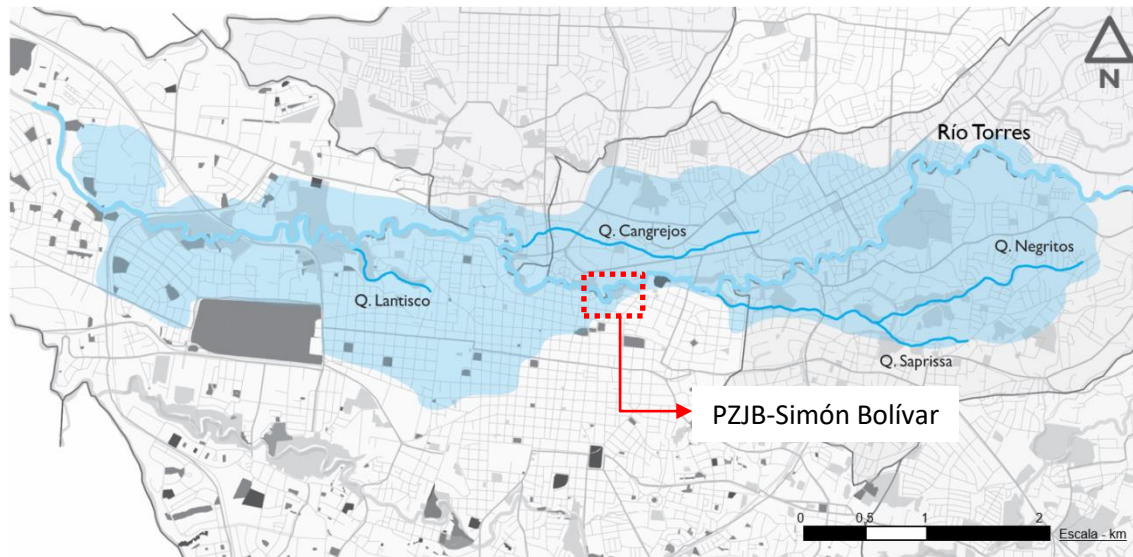 N
Río Torres
Q. Cangrejos
Q. Negritos
Q. Lantisco
Q. Saprissa
PZJB-Simón Bolívar
0 0,5 1 2
Escala - km